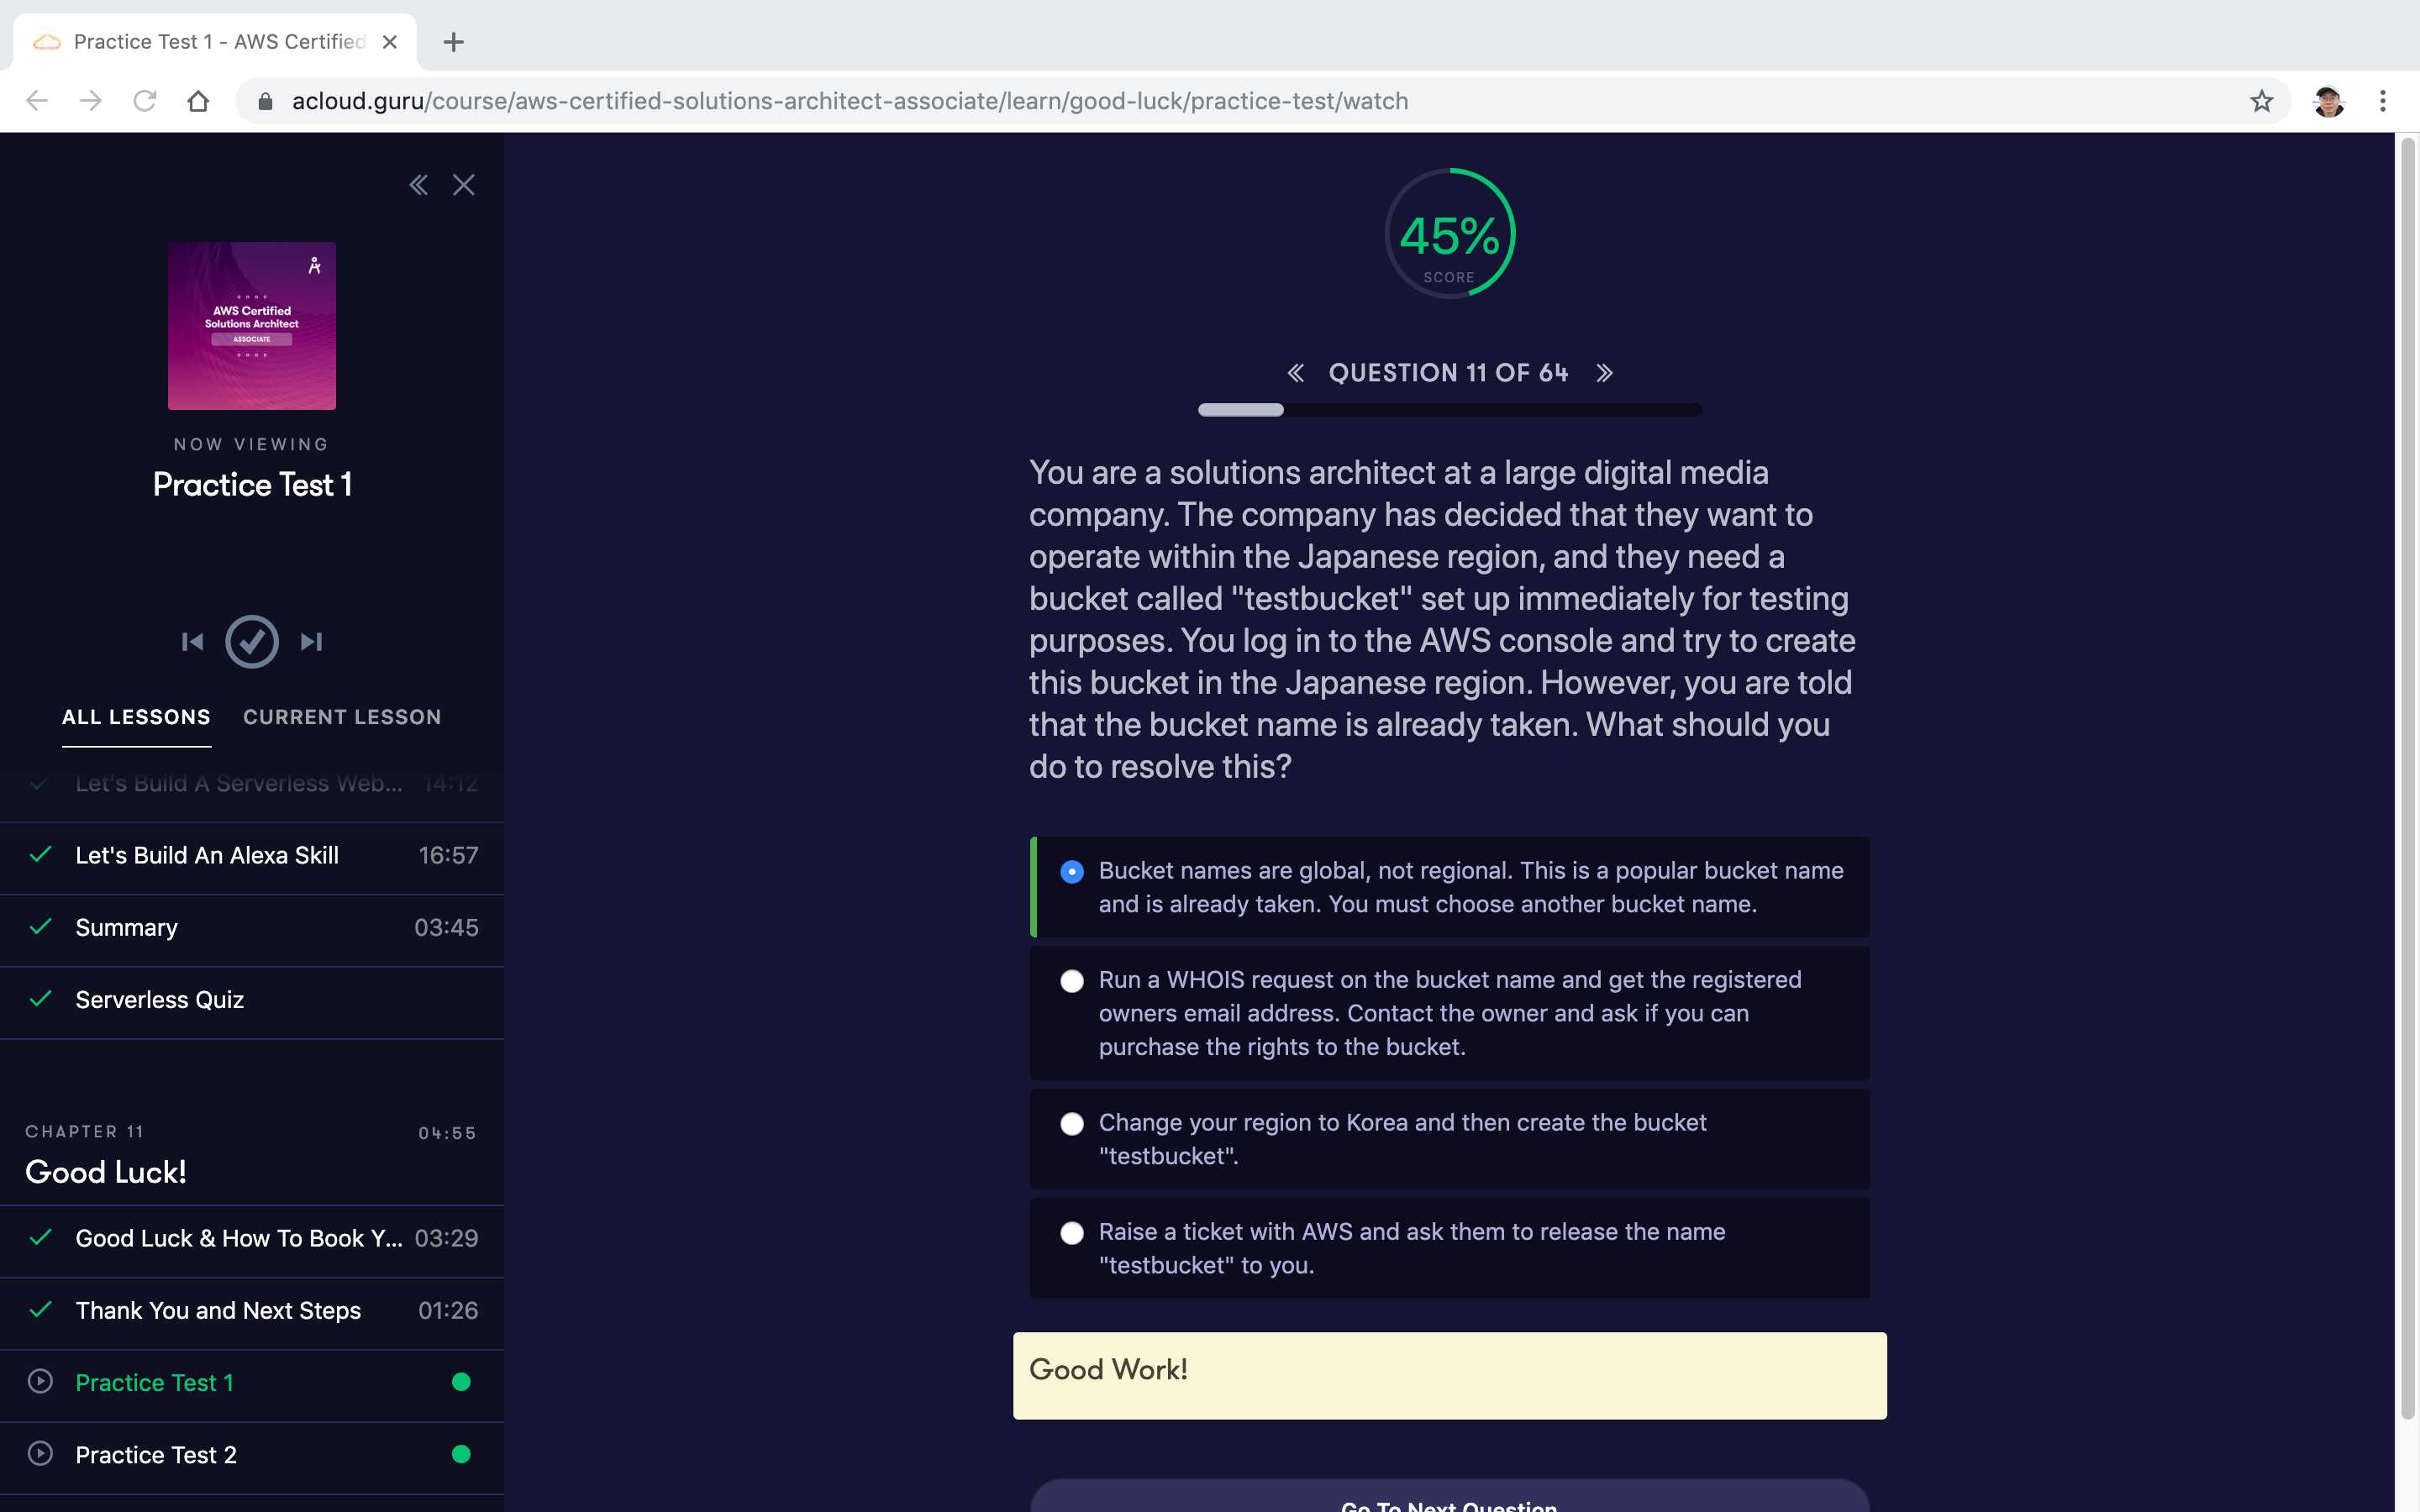 Practice Test 1 - AWS Certified
acloud.guru/course/aws-certified-solutions-architect-associate/learn/good-luck/practice-test/watch
AWS Certified
Solutions Architect
ASSOCIATE
NOW VIEWING
Practice Test 1
ALL LESSONS
CURRENT LESSON
Let's Build A Serverless Web... 14:12
Let's Build An Alexa Skill 16:57
Summary 03:45
Serverless Quiz
CHAPTER 11 04:55
Good Luck!
Good Luck & How To Book Y... 03:29
Thank You and Next Steps 01:26
Practice Test 1
Practice Test 2
45%
SCORE
QUESTION 11 OF 64
You are a solutions architect at a large digital media
company. The company has decided that they want to
operate within the Japanese region, and they need a
bucket called "testbucket" set up immediately for testing
purposes. You log in to the AWS console and try to create
this bucket in the Japanese region. However, you are told
that the bucket name is already taken. What should you
do to resolve this?
Bucket names are global, not regional. This is a popular bucket name
and is already taken. You must choose another bucket name.
Run a WHOIS request on the bucket name and get the registered
owners email address. Contact the owner and ask if you can
purchase the rights to the bucket.
Change your region to Korea and then create the bucket
"testbucket".
Raise a ticket with AWS and ask them to release the name
"testbucket" to you.
Good Work!
Go To Next Question